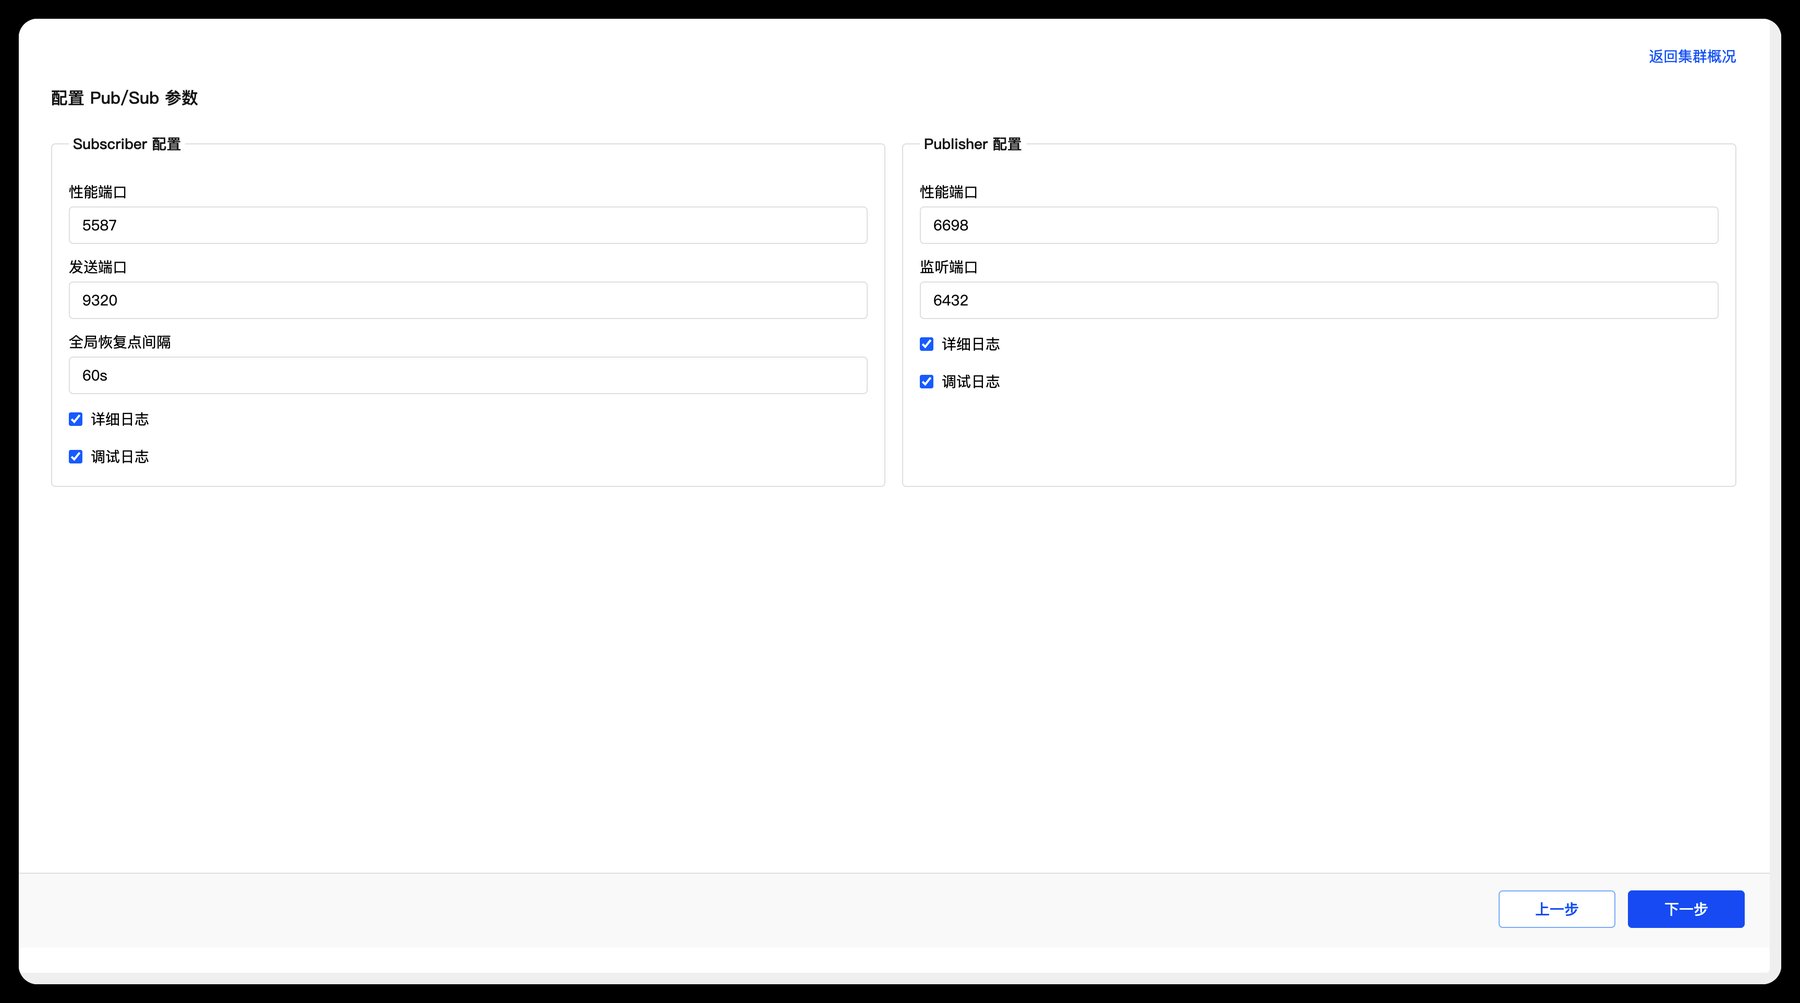 返回集群概况
配置 Pub/Sub 参数
Subscriber 配置
性能端口
5587
发送端口
9320
全局恢复点间隔
60s
详细日志
调试日志
Publisher 配置
性能端口
6698
监听端口
6432
详细日志
调试日志
上一步
下一步